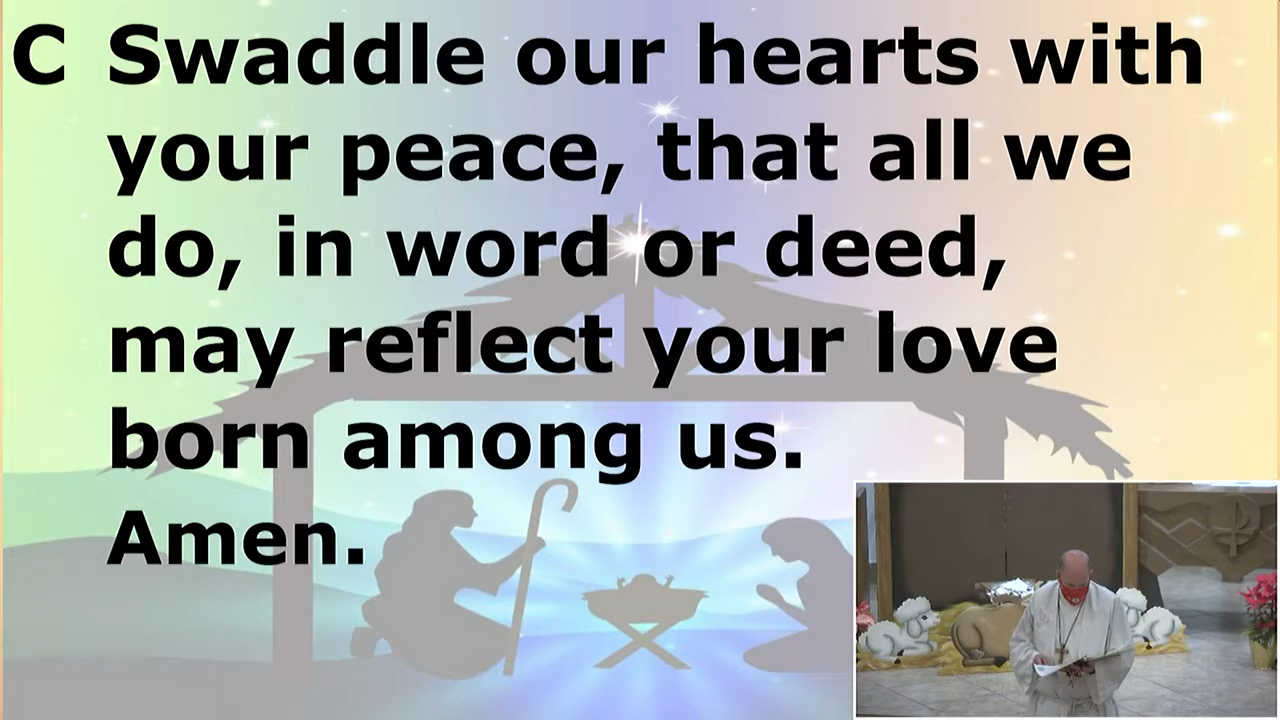 C Swaddle our hearts with
your peace, that all we
do, in word or deed,
may reflect your love
born among us.
Amen.